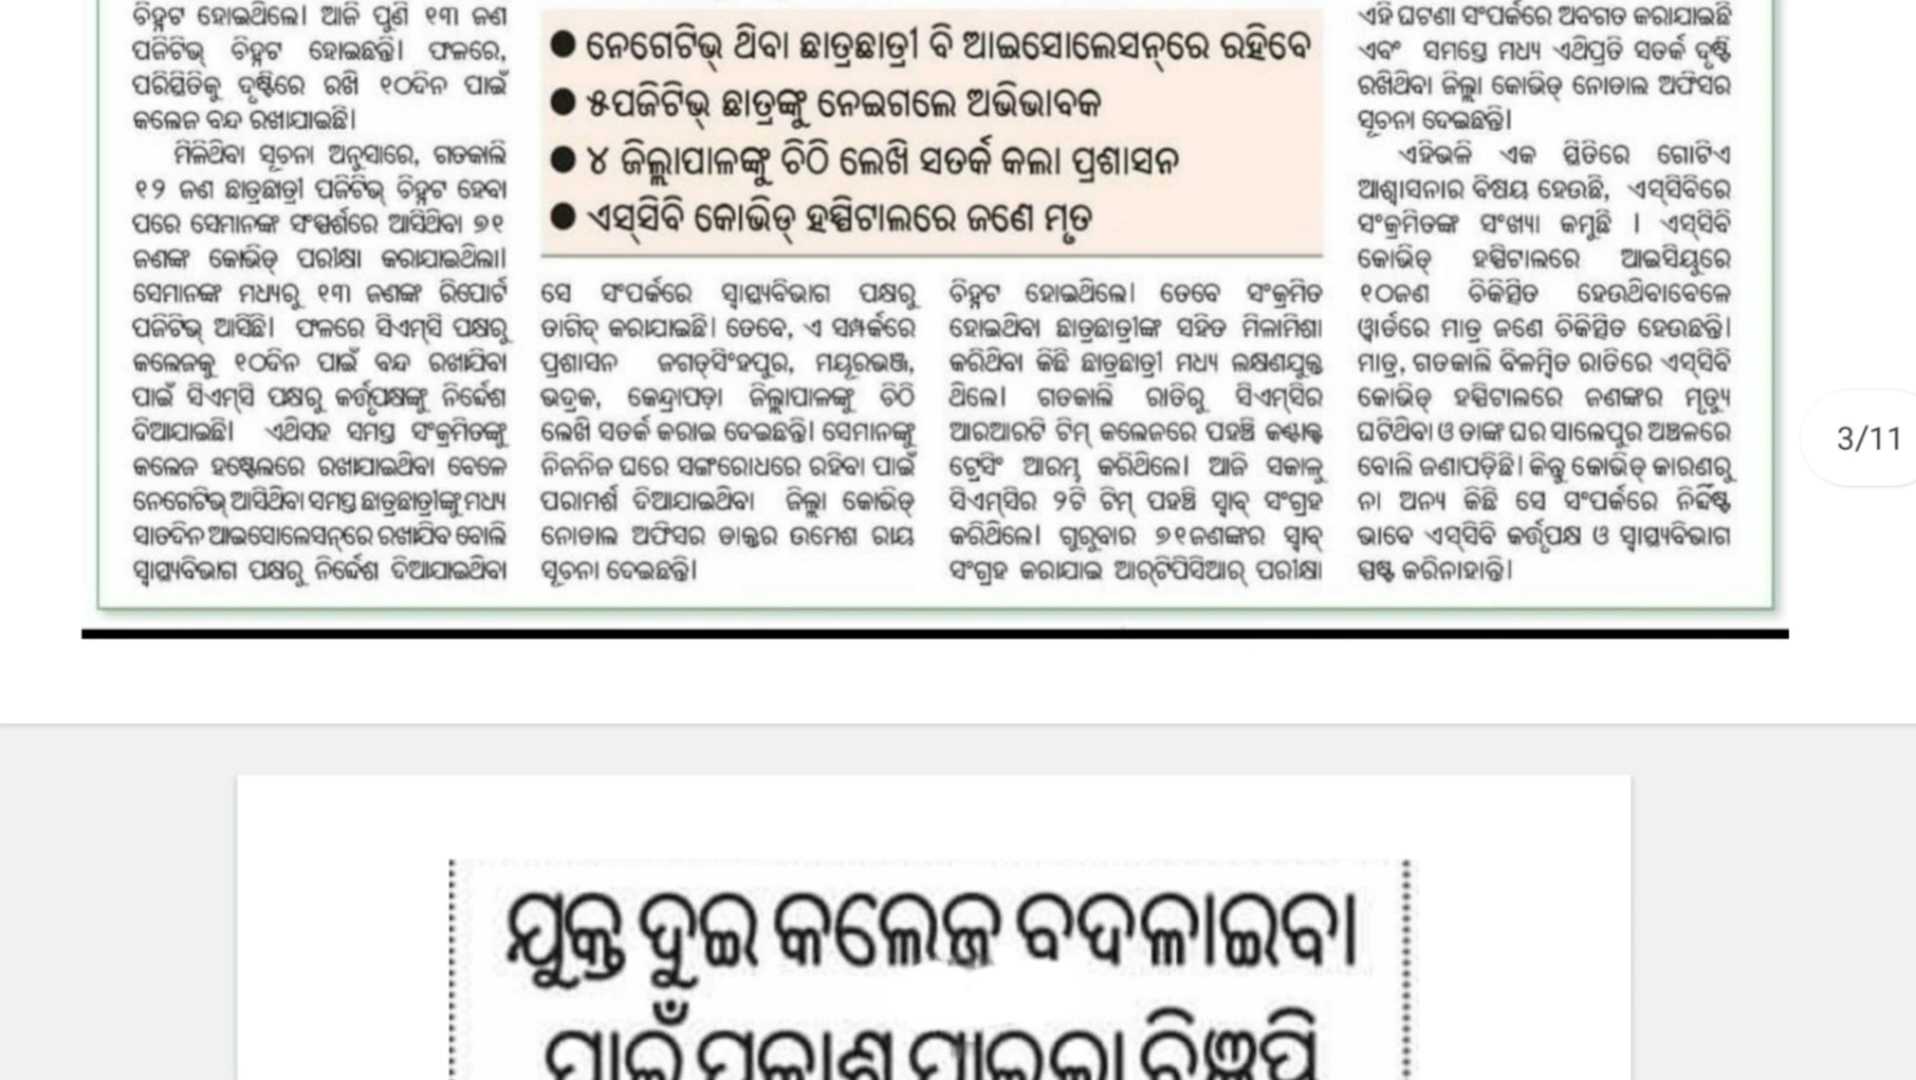 ଚିହ୍ନଟ ହୋଇଥିଲେ। ଆଜି ପୁଣି ୧୩ ଜଣ
ପଜିଟିଭ୍ ଚିହ୍ନଟ ହୋଇଛନ୍ତି। ଫଳରେ,
ପରିସ୍ଥିତିକୁ ଦୃଷ୍ଟିରେ ରଖି ୧୦ଦିନ ପାଇଁ
କଲେଜ ବନ୍ଦ ରଖାଯାଇଛି।
ମିଳିଥିବା ସୂଚନା ଅନୁସାରେ, ଗତକାଲି
୧୨ ଜଣ ଛାତ୍ରଛାତ୍ରୀ ପଜିଟିଭ୍ ଚିହ୍ନଟ ହେବା
ପରେ ସେମାନଙ୍କ ସଂସ୍ପର୍ଶରେ ଆସିଥିବା ୭୧
ଜଣଙ୍କ କୋଭିଡ୍ ପରୀକ୍ଷା କରାଯାଇଥିଲା।
ସେମାନଙ୍କ ମଧ୍ୟରୁ ୧୩ ଜଣଙ୍କ ରିପୋର୍ଟ
ପଜିଟିଭ୍ ଆସିଛି। ଫଳରେ ସିଏମ୍‌ସି ପକ୍ଷରୁ
କଲେଜକୁ ୧୦ଦିନ ପାଇଁ ବନ୍ଦ ରଖାଯିବା
ପାଇଁ ସିଏମ୍‌ସି ପକ୍ଷରୁ କର୍ତ୍ତୃପକ୍ଷଙ୍କୁ ନିର୍ଦ୍ଦେଶ
ଦିଆଯାଇଛି। ଏଥିସହ ସମସ୍ତ ସଂକ୍ରମିତଙ୍କୁ
କଲେଜ ହଷ୍ଟେଲରେ ରଖାଯାଇଥିବା ବେଳେ
ନେଗେଟିଭ୍ ଆସିଥିବା ସମସ୍ତ ଛାତ୍ରଛାତ୍ରୀଙ୍କୁ ମଧ୍ୟ
ସାତଦିନ ଆଇସୋଲେସନ୍‌ରେ ରଖାଯିବ ବୋଲି
ସ୍ୱାସ୍ଥ୍ୟବିଭାଗ ପକ୍ଷରୁ ନିର୍ଦ୍ଦେଶ ଦିଆଯାଇଥିବା
● ନେଗେଟିଭ୍ ଥିବା ଛାତ୍ରଛାତ୍ରୀ ବି ଆଇସୋଲେସନ୍‌ରେ ରହିବେ
● ୫ପଜିଟିଭ୍ ଛାତ୍ରଙ୍କୁ ନେଇଗଲେ ଅଭିଭାବକ
● ୪ ଜିଲ୍ଲାପାଳଙ୍କୁ ଚିଠି ଲେଖି ସତର୍କ କଲା ପ୍ରଶାସନ
● ଏସ୍‌ସିବି କୋଭିଡ୍ ହସ୍ପିଟାଲରେ ଜଣେ ମୃତ
ସେ ସଂପର୍କରେ ସ୍ୱାସ୍ଥ୍ୟବିଭାଗ ପକ୍ଷରୁ
ତାଗିଦ୍ କରାଯାଇଛି। ତେବେ, ଏ ସମ୍ପର୍କରେ
ପ୍ରଶାସନ ଜଗତ୍‌ସିଂହପୁର, ମୟୂରଭଞ୍ଜ,
ଭଦ୍ରକ, କେନ୍ଦ୍ରାପଡ଼ା ଜିଲ୍ଲାପାଳଙ୍କୁ ଚିଠି
ଲେଖି ସତର୍କ କରାଇ ଦେଇଛନ୍ତି। ସେମାନଙ୍କୁ
ନିଜନିଜ ଘରେ ସଙ୍ଗରୋଧରେ ରହିବା ପାଇଁ
ପରାମର୍ଶ ଦିଆଯାଇଥିବା ଜିଲ୍ଲା କୋଭିଡ୍
ନୋଡାଲ ଅଫିସର ଡାକ୍ତର ଉମେଶ ରାୟ
ସୂଚନା ଦେଇଛନ୍ତି।
ଚିହ୍ନଟ ହୋଇଥିଲେ। ତେବେ ସଂକ୍ରମିତ
ହୋଇଥିବା ଛାତ୍ରଛାତ୍ରୀଙ୍କ ସହିତ ମିଳାମିଶା
କରିଥିବା କିଛି ଛାତ୍ରଛାତ୍ରୀ ମଧ୍ୟ ଲକ୍ଷଣଯୁକ୍ତ
ଥିଲେ। ଗତକାଲି ରାତିରୁ ସିଏମ୍‌ସିର
ଆରଆରଟି ଟିମ୍ କଲେଜରେ ପହଞ୍ଚି କଣ୍ଟାକ୍ଟ
ଟ୍ରେସିଂ ଆରମ୍ଭ କରିଥିଲେ। ଆଜି ସକାଳୁ
ସିଏମ୍‌ସିର ୨ଟି ଟିମ୍ ପହଞ୍ଚି ସ୍ୱାବ୍ ସଂଗ୍ରହ
କରିଥିଲେ। ଗୁରୁବାର ୭୧ଜଣଙ୍କର ସ୍ୱାବ୍
ସଂଗ୍ରହ କରାଯାଇ ଆର୍‌ଟିପିସିଆର୍ ପରୀକ୍ଷା
ଏହି ଘଟଣା ସଂପର୍କରେ ଅବଗତ କରାଯାଇଛି
ଏବଂ ସମସ୍ତେ ମଧ୍ୟ ଏଥିପ୍ରତି ସତର୍କ ଦୃଷ୍ଟି
ରଖିଥିବା ଜିଲ୍ଲା କୋଭିଡ୍ ନୋଡାଲ ଅଫିସର
ସୂଚନା ଦେଇଛନ୍ତି।
ଏହିଭଳି ଏକ ସ୍ଥିତିରେ ଗୋଟିଏ
ଆଶ୍ୱାସନାର ବିଷୟ ହେଉଛି, ଏସ୍‌ସିବିରେ
ସଂକ୍ରମିତଙ୍କ ସଂଖ୍ୟା କମୁଛି । ଏସ୍‌ସିବି
କୋଭିଡ୍ ହସ୍ପିଟାଲରେ ଆଇସିୟୁରେ
୧୦ଜଣ ଚିକିତ୍ସିତ ହେଉଥିବାବେଳେ
ୱାର୍ଡରେ ମାତ୍ର ଜଣେ ଚିକିତ୍ସିତ ହେଉଛନ୍ତି।
ମାତ୍ର, ଗତକାଲି ବିଳମ୍ବିତ ରାତିରେ ଏସ୍‌ସିବି
କୋଭିଡ୍ ହସ୍ପିଟାଲରେ ଜଣଙ୍କର ମୃତ୍ୟୁ
ଘଟିଥିବା ଓ ତାଙ୍କ ଘର ସାଲେପୁର ଅଞ୍ଚଳରେ
ବୋଲି ଜଣାପଡ଼ିଛି। କିନ୍ତୁ କୋଭିଡ୍ କାରଣରୁ
ନା ଅନ୍ୟ କିଛି ସେ ସଂପର୍କରେ ନିର୍ଦ୍ଦିଷ୍ଟ
ଭାବେ ଏସ୍‌ସିବି କର୍ତ୍ତୃପକ୍ଷ ଓ ସ୍ୱାସ୍ଥ୍ୟବିଭାଗ
ସ୍ପଷ୍ଟ କରିନାହାନ୍ତି।
3/11
ଯୁକ୍ତ ଦୁଇ କଲେଜ ବଦଳାଇବା
ପାଇଁ ପ୍ରକାଶ ପାଇଲା